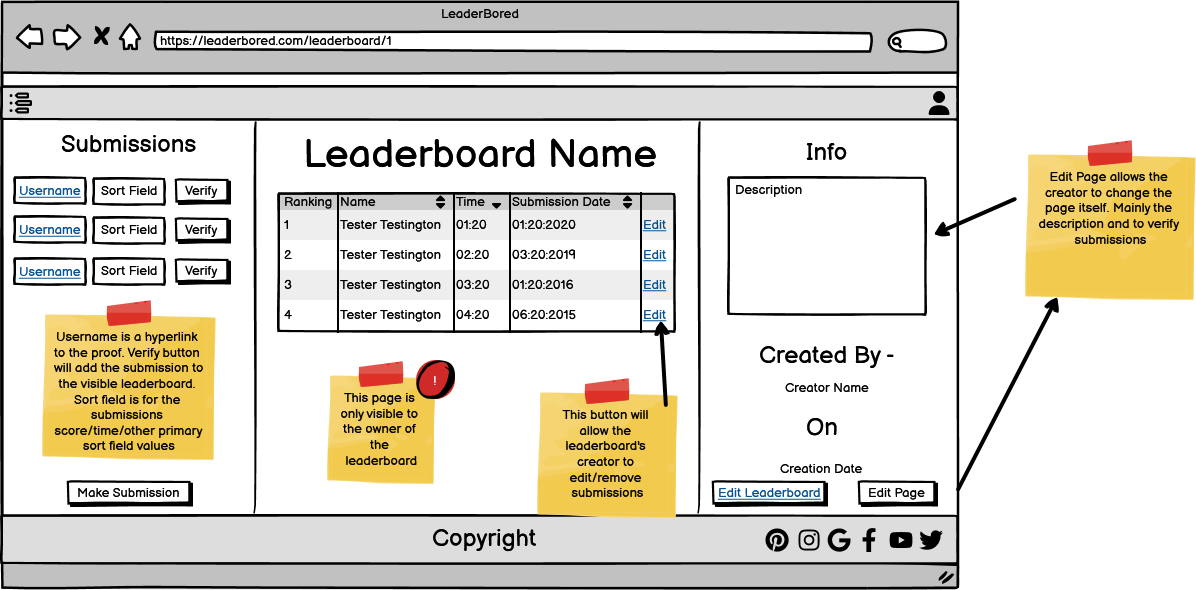 LeaderBored
https://leaderbored.com/leaderboard/1
Submissions
Username Sort Field Verify
Username Sort Field Verify
Username Sort Field Verify
Username is a hyperlink
to the proof. Verify button
will add the submission to
the visible leaderboard.
Sort field is for the
submissions
score/time/other primary
sort field values
Make Submission
Leaderboard Name
Ranking Name Time Submission Date
1 Tester Testington 01:20 01:20:2020 Edit
2 Tester Testington 02:20 03:20:2019 Edit
3 Tester Testington 03:20 01:20:2016 Edit
4 Tester Testington 04:20 06:20:2015 Edit
!
This page is
only visible to
the owner of
the
leaderboard
This button will
allow the
leaderboard's
creator to
edit/remove
submissions
Info
Description
Created By -
Creator Name
On
Creation Date
Edit Leaderboard Edit Page
Edit Page allows the
creator to change the
page itself. Mainly the
description and to verify
submissions
Copyright